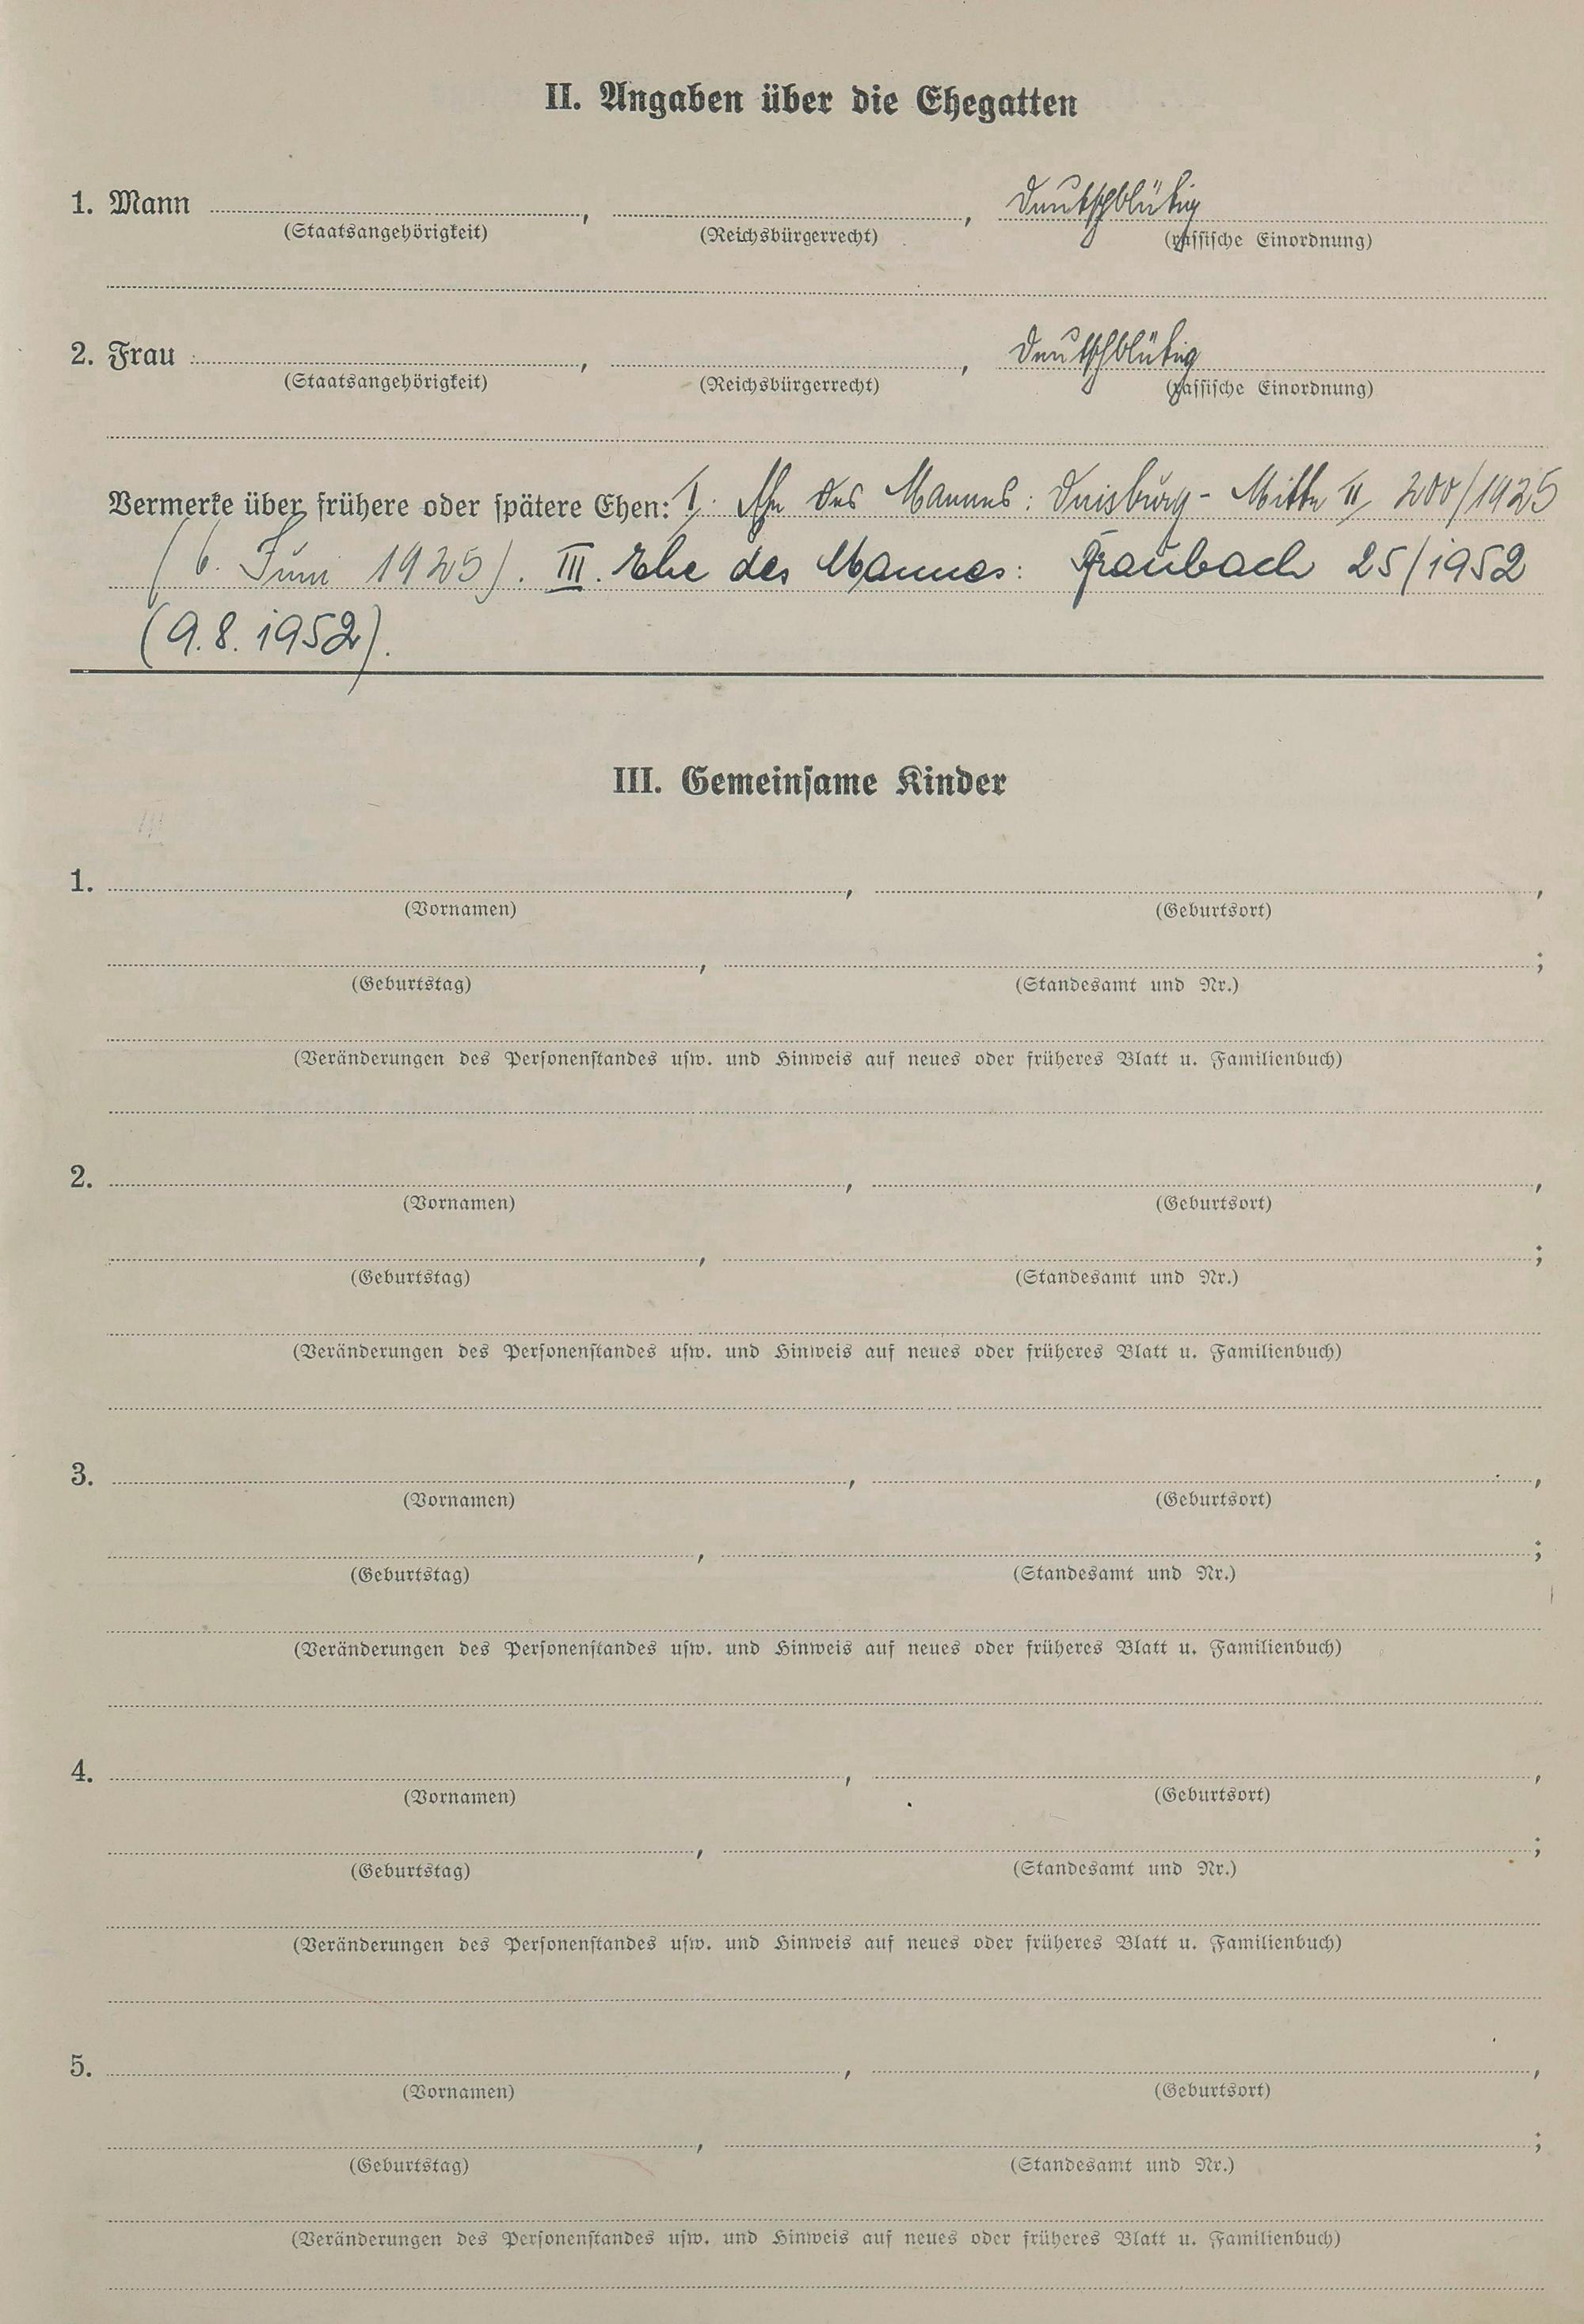 II. Angaben über die Ehegatten
1. Mann , , deutschblütig
(Staatsangehörigkeit) (Reichsbürgerrecht) (rassische Einordnung)
2. Frau , , deutschblütig
(Staatsangehörigkeit) (Reichsbürgerrecht) (rassische Einordnung)
Vermerke über frühere oder spätere Ehen: I. Ehe des Mannes: Duisburg-Mitte II 200/1925
(6. Juni 1925). III. Ehe des Mannes: 25/1952
(9.8.1952).
III. Gemeinsame Kinder
1. , ,
(Vornamen) (Geburtsort)
, ;
(Geburtstag) (Standesamt und Nr.)
(Veränderungen des Personenstandes usw. und Hinweis auf neues oder früheres Blatt u. Familienbuch)
2. , ,
(Vornamen) (Geburtsort)
, ;
(Geburtstag) (Standesamt und Nr.)
(Veränderungen des Personenstandes usw. und Hinweis auf neues oder früheres Blatt u. Familienbuch)
3. , ,
(Vornamen) (Geburtsort)
, ;
(Geburtstag) (Standesamt und Nr.)
(Veränderungen des Personenstandes usw. und Hinweis auf neues oder früheres Blatt u. Familienbuch)
4. , ,
(Vornamen) (Geburtsort)
, ;
(Geburtstag) (Standesamt und Nr.)
(Veränderungen des Personenstandes usw. und Hinweis auf neues oder früheres Blatt u. Familienbuch)
5. , ,
(Vornamen) (Geburtsort)
, ;
(Geburtstag) (Standesamt und Nr.)
(Veränderungen des Personenstandes usw. und Hinweis auf neues oder früheres Blatt u. Familienbuch)